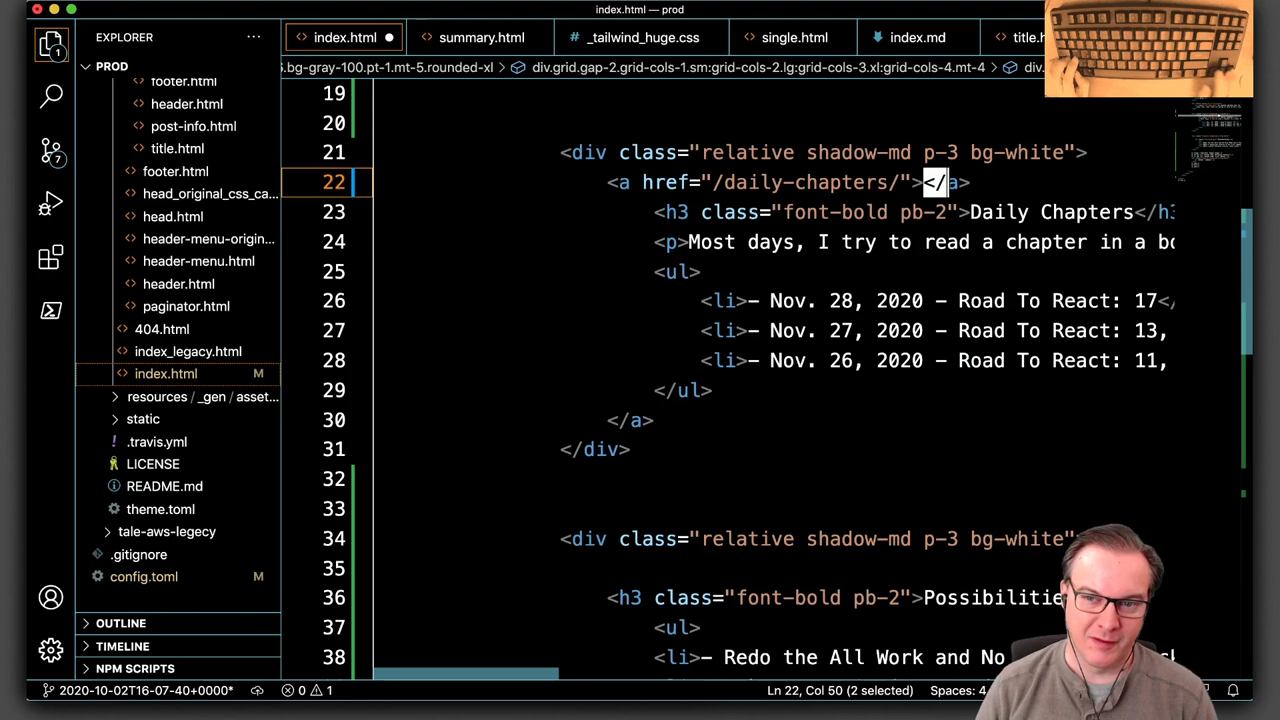 index.html — prod
EXPLORER
index.html
summary.html
_tailwind_huge.css
single.html
index.md
title.h
PROD
.bg-gray-100.pt-1.mt-5.rounded-xl
div.grid.gap-2.grid-cols-1.sm:grid-cols-2.lg:grid-cols-3.xl:grid-cols-4.mt-4
div.
footer.html
header.html
post-info.html
title.html
footer.html
head_original_css_ca...
head.html
header-menu-origin...
header-menu.html
header.html
paginator.html
404.html
index_legacy.html
index.html M
resources / _gen / asset...
static
.travis.yml
LICENSE
README.md
theme.toml
tale-aws-legacy
.gitignore
config.toml M
OUTLINE
TIMELINE
NPM SCRIPTS
19
20
21 <div class="relative shadow-md p-3 bg-white">
22 <a href="/daily-chapters/"></a>
23 <h3 class="font-bold pb-2">Daily Chapters</h3
24 <p>Most days, I try to read a chapter in a bo
25 <ul>
26 <li>– Nov. 28, 2020 – Road To React: 17</
27 <li>– Nov. 27, 2020 – Road To React: 13,
28 <li>– Nov. 26, 2020 – Road To React: 11,
29 </ul>
30 </a>
31 </div>
32
33
34 <div class="relative shadow-md p-3 bg-white"
35
36 <h3 class="font-bold pb-2">Possibilitie
37 <ul>
38 <li>– Redo the All Work and No
2020-10-02T16-07-40+0000* 0 1 Ln 22, Col 50 (2 selected) Spaces: 4
1
7